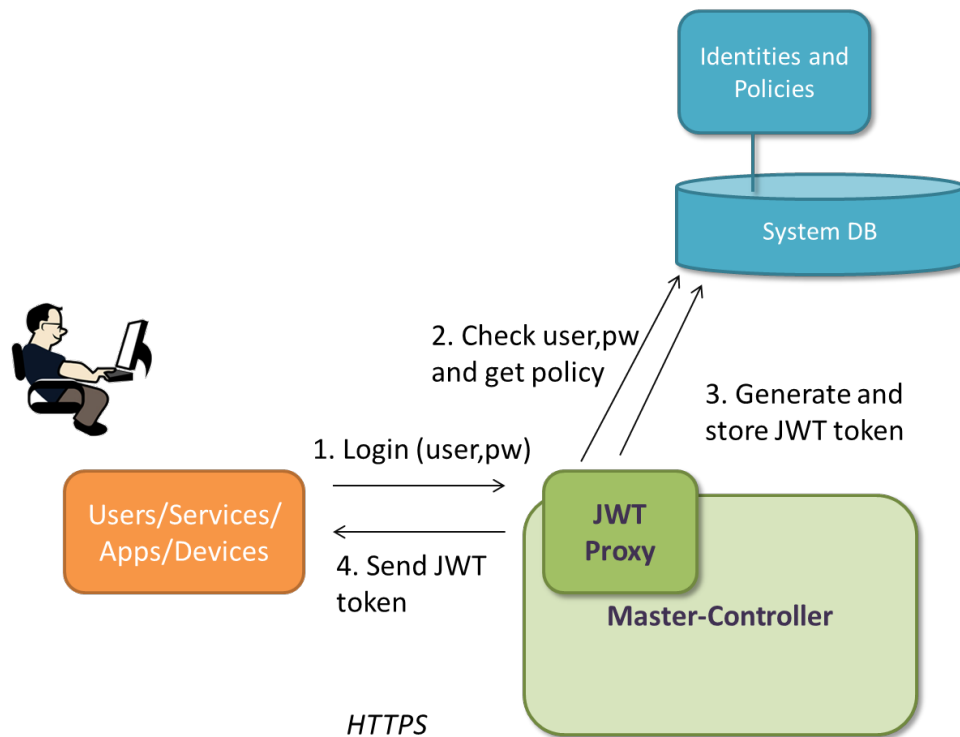 Identities and
Policies
System DB
2. Check user,pw
and get policy
3. Generate and
store JWT token
1. Login (user,pw)
Users/Services/
Apps/Devices
JWT
Proxy
4. Send JWT
token
Master-Controller
HTTPS